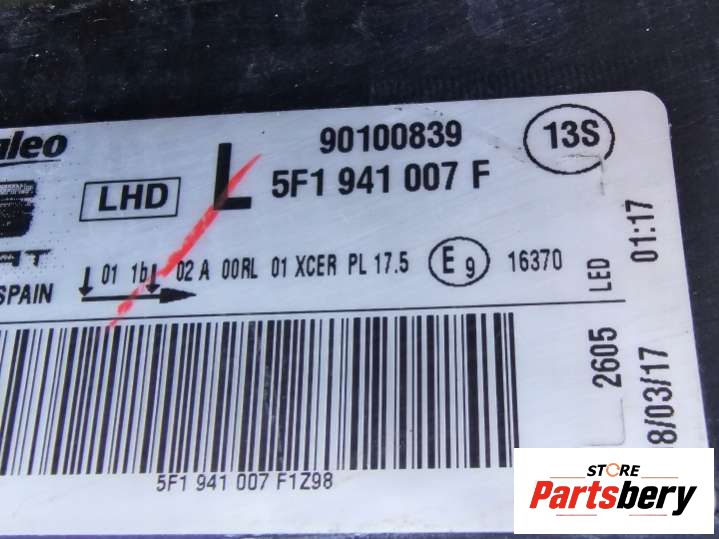 aleo
90100839
13S
LHD
L
5F1 941 007 F
01 1b 02 A 00RL 01 XCER PL 17.5 E9 16370
SPAIN
LED
01:17
2605
8/03/17
5F1 941 007 F1Z98
STORE
Partsbery